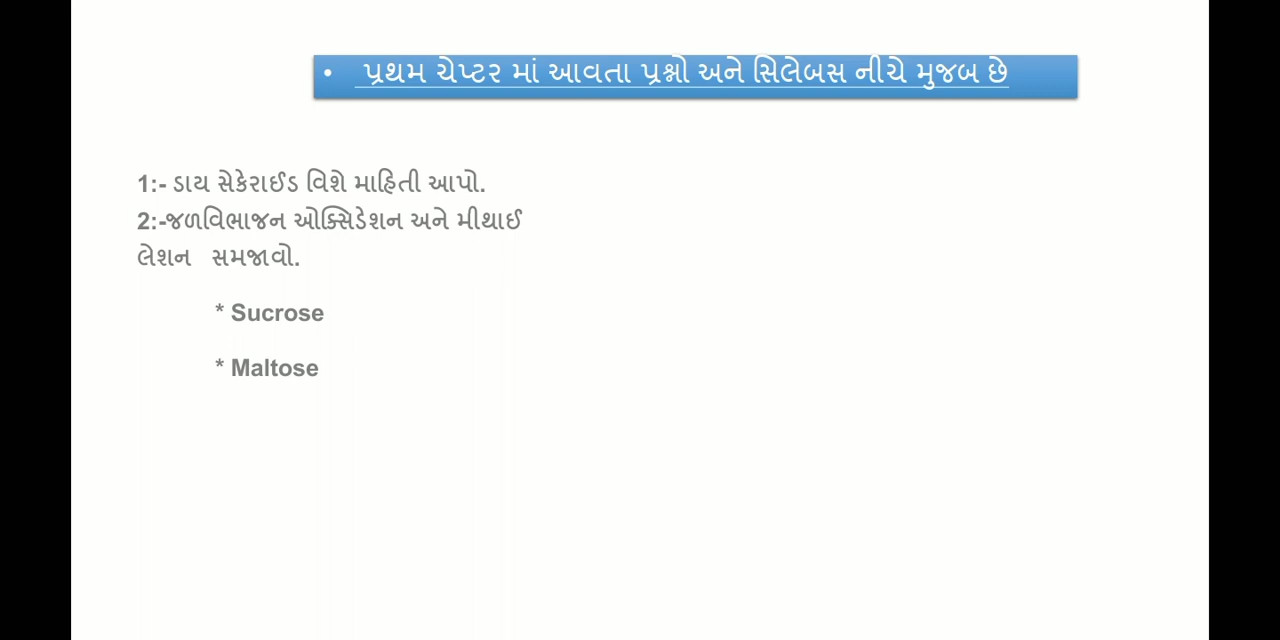 • પ્રથમ ચેપ્ટર માં આવતા પ્રશ્નો અને સિલેબસ નીચે મુજબ છે
1:- ડાય સેકેરાઈડ વિશે માહિતી આપો.
2:-જળવિભાજન ઓક્સિડેશન અને મીથાઈ
લેશન સમજાવો.
* Sucrose
* Maltose